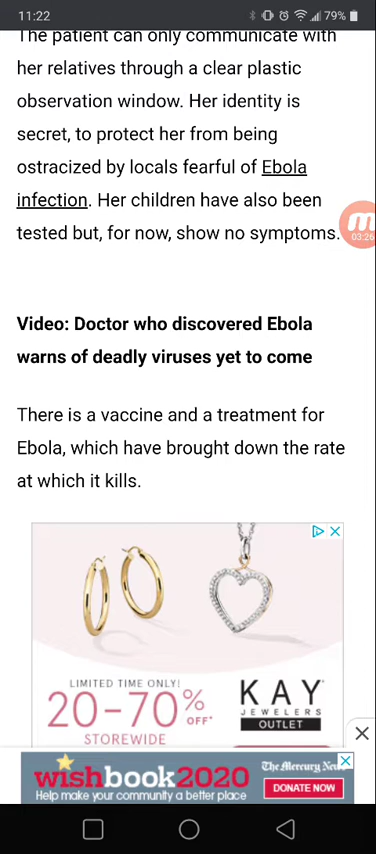 11:22
79%
The patient can only communicate with
her relatives through a clear plastic
observation window. Her identity is
secret, to protect her from being
ostracized by locals fearful of Ebola
infection. Her children have also been
tested but, for now, show no symptoms.
03:26
Video: Doctor who discovered Ebola
warns of deadly viruses yet to come
There is a vaccine and a treatment for
Ebola, which have brought down the rate
at which it kills.
LIMITED TIME ONLY!
20-70% OFF*
STOREWIDE
KAY
JEWELERS
OUTLET
wishbook2020
Help make your community a better place
The Mercury
DONATE NOW